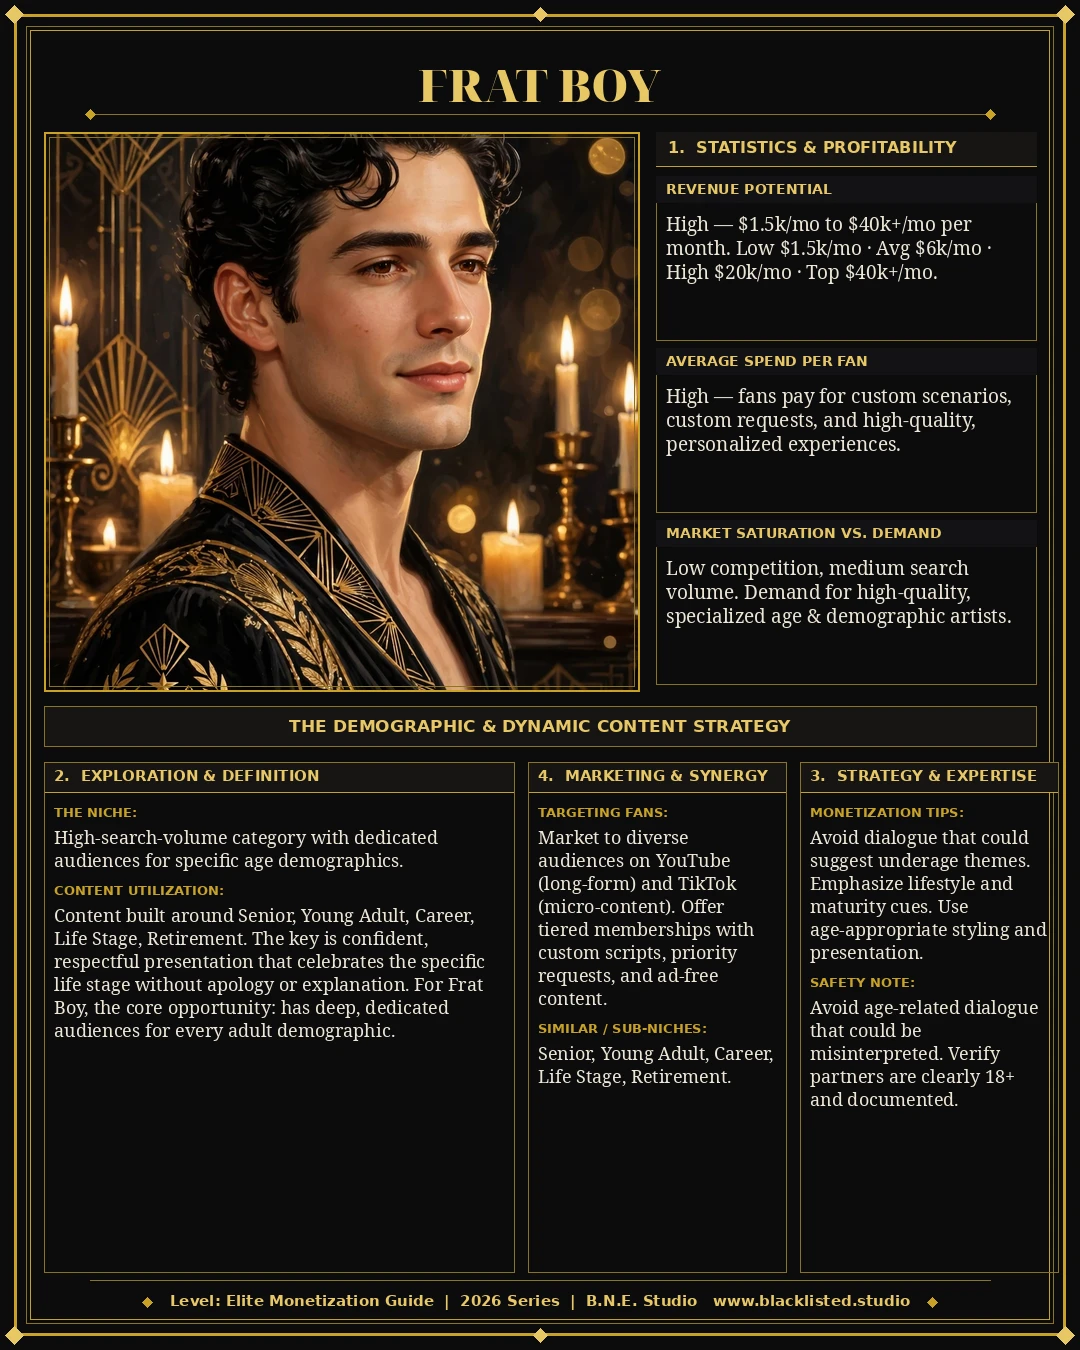 FRAT BOY
1. STATISTICS & PROFITABILITY
REVENUE POTENTIAL
High — $1.5k/mo to $40k+/mo per
month. Low $1.5k/mo · Avg $6k/mo ·
High $20k/mo · Top $40k+/mo.
AVERAGE SPEND PER FAN
High — fans pay for custom scenarios,
custom requests, and high-quality,
personalized experiences.
MARKET SATURATION VS. DEMAND
Low competition, medium search
volume. Demand for high-quality,
specialized age & demographic artists.
THE DEMOGRAPHIC & DYNAMIC CONTENT STRATEGY
2. EXPLORATION & DEFINITION
THE NICHE:
High-search-volume category with dedicated
audiences for specific age demographics.
CONTENT UTILIZATION:
Content built around Senior, Young Adult, Career,
Life Stage, Retirement. The key is confident,
respectful presentation that celebrates the specific
life stage without apology or explanation. For Frat
Boy, the core opportunity: has deep, dedicated
audiences for every adult demographic.
4. MARKETING & SYNERGY
TARGETING FANS:
Market to diverse
audiences on YouTube
(long-form) and TikTok
(micro-content). Offer
tiered memberships with
custom scripts, priority
requests, and ad-free
content.
SIMILAR / SUB-NICHES:
Senior, Young Adult, Career,
Life Stage, Retirement.
3. STRATEGY & EXPERTISE
MONETIZATION TIPS:
Avoid dialogue that could
suggest underage themes.
Emphasize lifestyle and
maturity cues. Use
age-appropriate styling and
presentation.
SAFETY NOTE:
Avoid age-related dialogue
that could be
misinterpreted. Verify
partners are clearly 18+
and documented.
Level: Elite Monetization Guide | 2026 Series | B.N.E. Studio www.blacklisted.studio